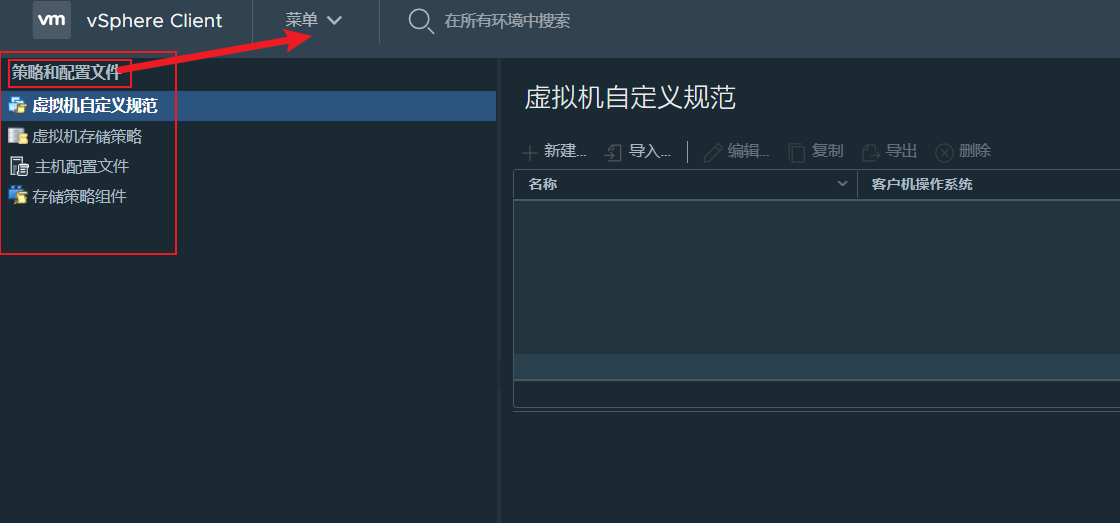 vm vSphere Client 菜单 在所有环境中搜索
策略和配置文件
虚拟机自定义规范
虚拟机存储策略
主机配置文件
存储策略组件
虚拟机自定义规范
新建... 导入... 编辑... 复制 导出 删除
名称 客户机操作系统